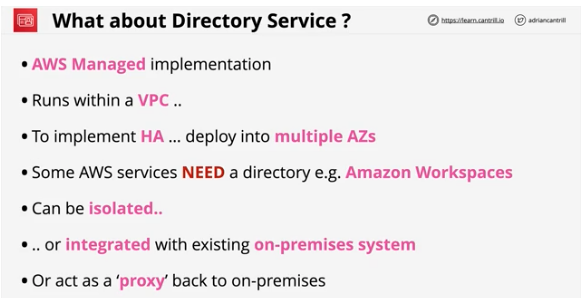 What about Directory Service ?
https://learn.cantrill.io
adriancantrill
• AWS Managed implementation
• Runs within a VPC ..
• To implement HA ... deploy into multiple AZs
• Some AWS services NEED a directory e.g. Amazon Workspaces
• Can be isolated..
• .. or integrated with existing on-premises system
• Or act as a ‘proxy’ back to on-premises